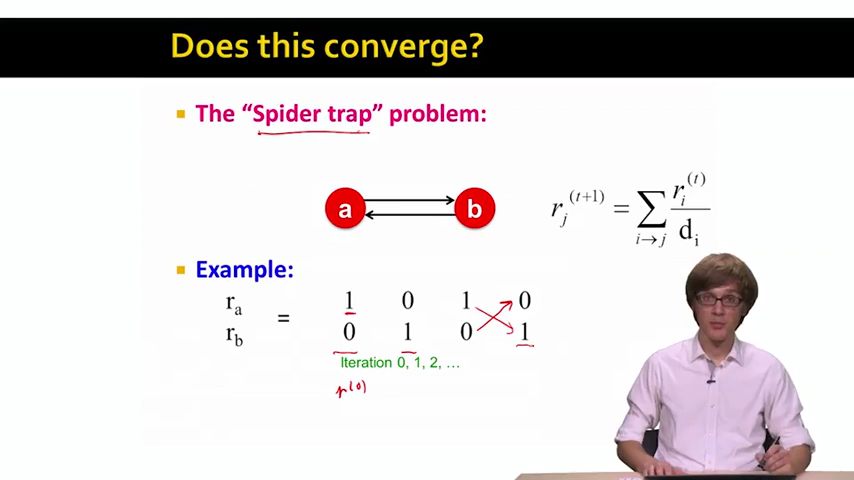 Does this converge?
The “Spider trap” problem:
a b
r_j^(t+1) = ∑_{i→j} r_i^(t) / d_i
Example:
r_a 1 0 1 0
=
r_b 0 1 0 1
Iteration 0, 1, 2, …
r(0)